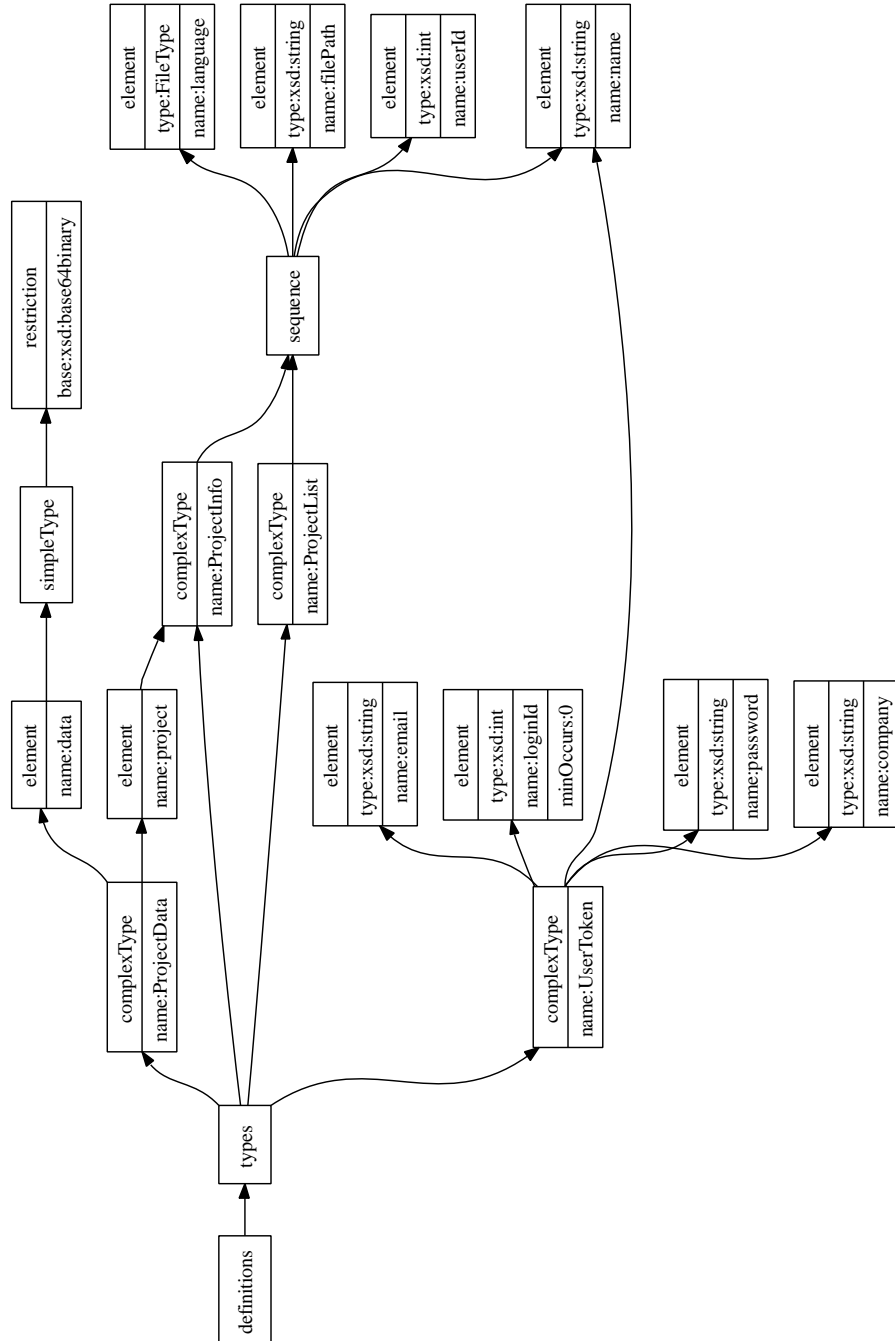 definitions
types
complexType
name:ProjectData
complexType
name:UserToken
element
name:data
element
name:project
element
type:xsd:string
name:email
element
type:xsd:int
name:loginId
minOccurs:0
element
type:xsd:string
name:password
element
type:xsd:string
name:company
simpleType
complexType
name:ProjectInfo
complexType
name:ProjectList
restriction
base:xsd:base64binary
sequence
element
type:FileType
name:language
element
type:xsd:string
name:filePath
element
type:xsd:int
name:userId
element
type:xsd:string
name:name